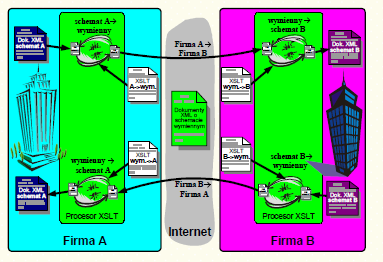 schemat A→
wymienny
Dok. XML
schemat A
XSLT
A->wym.
Firma A→
Firma B
wymienny→
schemat B
Dok. XML
schemat B
XSLT
wym.->B
Dokumenty
XML o
schemacie
wymiennym
wymienny→
schemat A
XSLT
wym.->A
Dok. XML
schemat A
Procesor XSLT
Firma B→
Firma A
XSLT
B->wym.
schemat B→
wymienny
Dok. XML
schemat B
Procesor XSLT
Firma A
Internet
Firma B